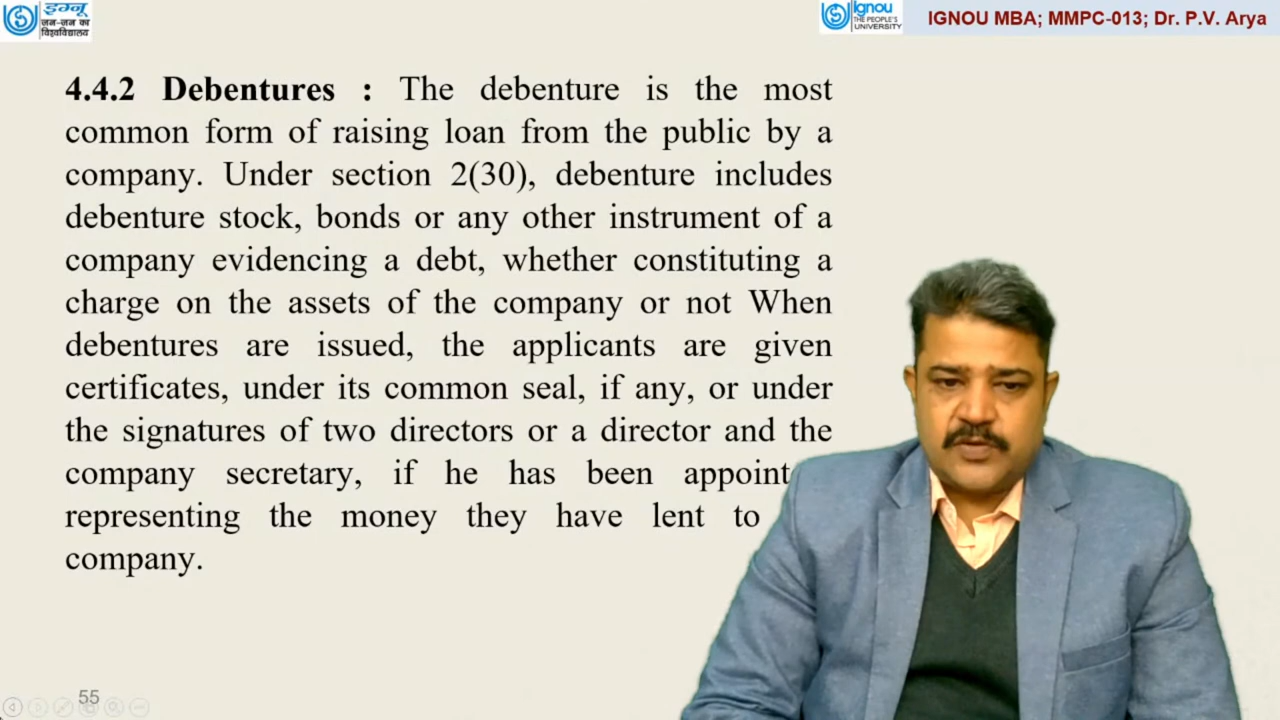 इग्नू
जन-जन का
विश्वविद्यालय
ignou
THE PEOPLE'S
UNIVERSITY
IGNOU MBA; MMPC-013; Dr. P.V. Arya
4.4.2 Debentures : The debenture is the most
common form of raising loan from the public by a
company. Under section 2(30), debenture includes
debenture stock, bonds or any other instrument of a
company evidencing a debt, whether constituting a
charge on the assets of the company or not When
debentures are issued, the applicants are given
certificates, under its common seal, if any, or under
the signatures of two directors or a director and the
company secretary, if he has been appoint
representing the money they have lent to
company.
55